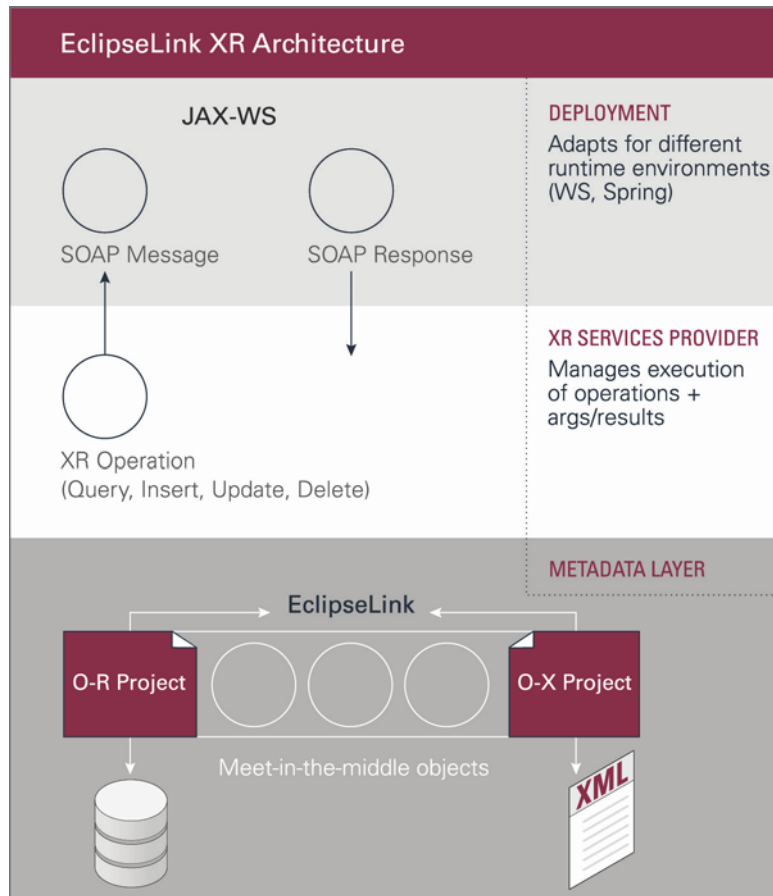 EclipseLink XR Architecture
JAX-WS
SOAP Message
SOAP Response
DEPLOYMENT
Adapts for different
runtime environments
(WS, Spring)
XR Operation
(Query, Insert, Update, Delete)
XR SERVICES PROVIDER
Manages execution
of operations +
args/results
METADATA LAYER
EclipseLink
O-R Project
O-X Project
Meet-in-the-middle objects
XML